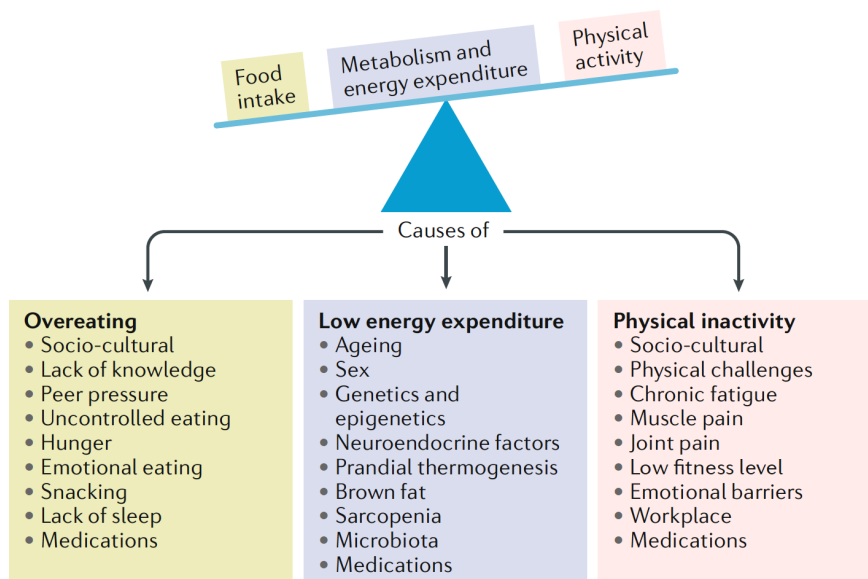 Food
intake
Metabolism and
energy expenditure
Physical
activity
Causes of
Overeating
• Socio-cultural
• Lack of knowledge
• Peer pressure
• Uncontrolled eating
• Hunger
• Emotional eating
• Snacking
• Lack of sleep
• Medications
Low energy expenditure
• Ageing
• Sex
• Genetics and
epigenetics
• Neuroendocrine factors
• Prandial thermogenesis
• Brown fat
• Sarcopenia
• Microbiota
• Medications
Physical inactivity
• Socio-cultural
• Physical challenges
• Chronic fatigue
• Muscle pain
• Joint pain
• Low fitness level
• Emotional barriers
• Workplace
• Medications